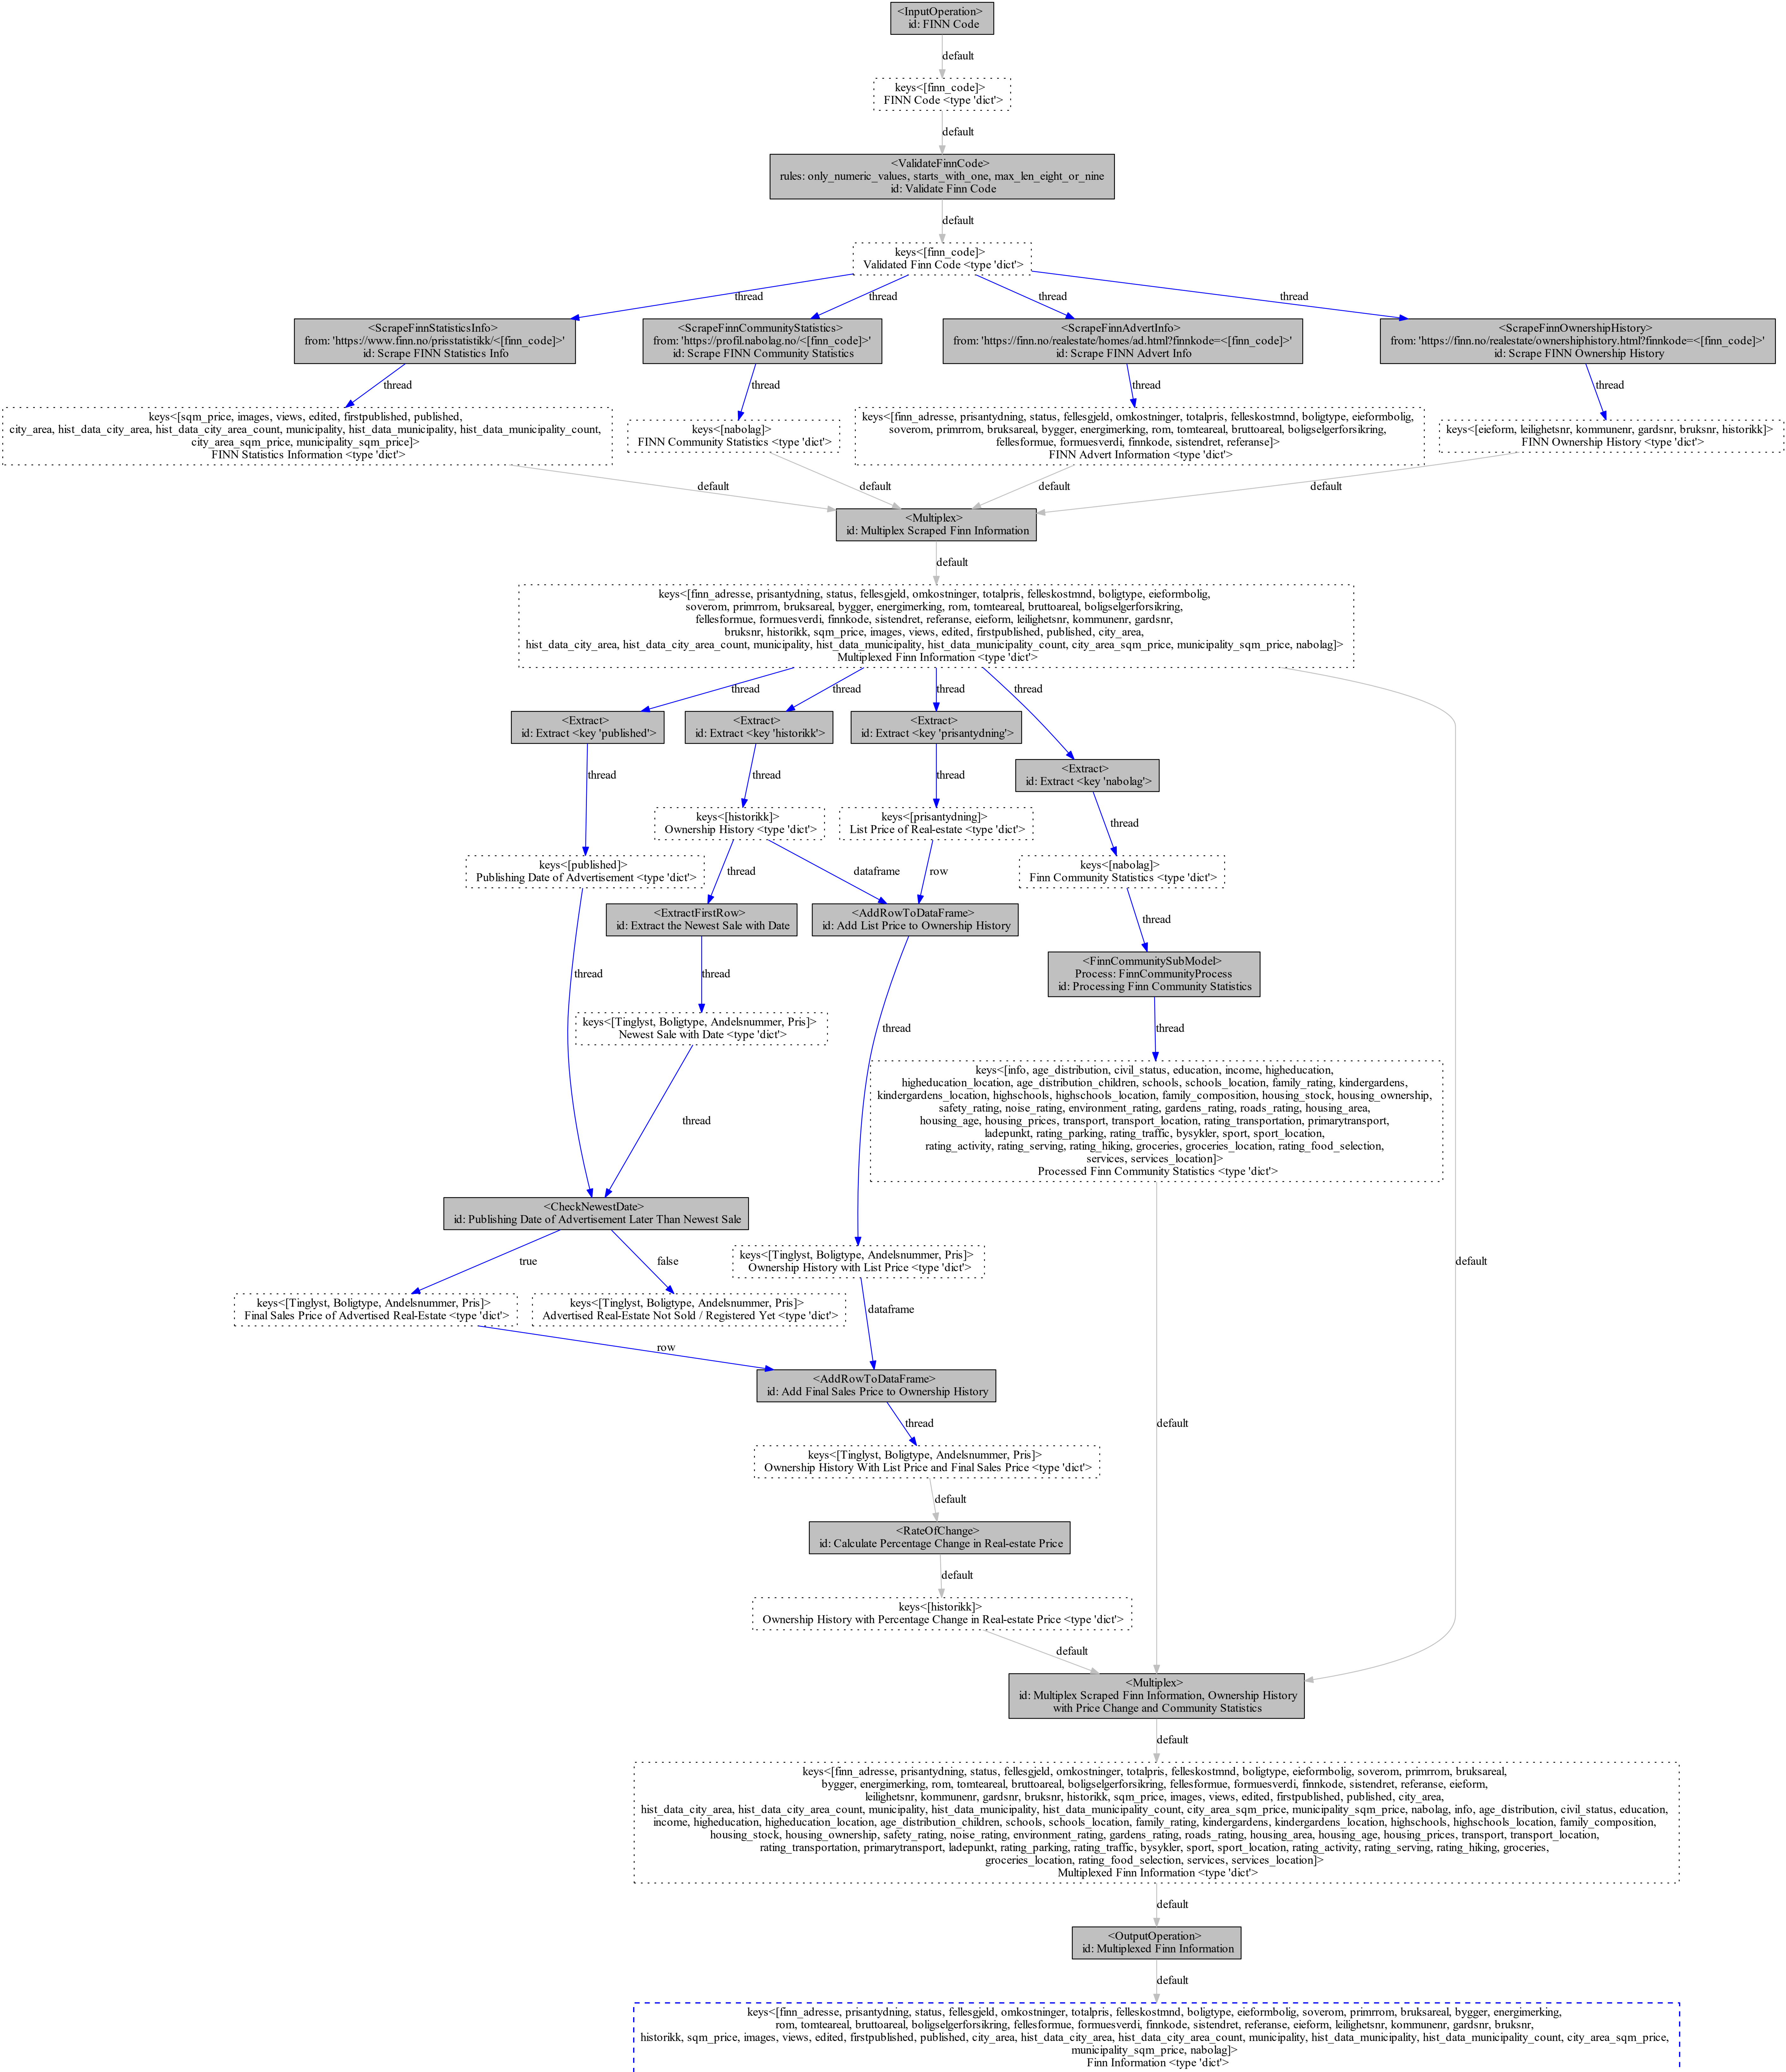 <InputOperation>
id: FINN Code
default
keys<[finn_code]>
FINN Code <type 'dict'>
default
<ValidateFinnCode>
rules: only_numeric_values, starts_with_one, max_len_eight_or_nine
id: Validate Finn Code
default
keys<[finn_code]>
Validated Finn Code <type 'dict'>
thread
thread
thread
thread
<ScrapeFinnStatisticsInfo>
from: 'https://www.finn.no/prisstatistikk/<[finn_code]>'
id: Scrape FINN Statistics Info
<ScrapeFinnCommunityStatistics>
from: 'https://profil.nabolag.no/<[finn_code]>'
id: Scrape FINN Community Statistics
<ScrapeFinnAdvertInfo>
from: 'https://finn.no/realestate/homes/ad.html?finnkode=<[finn_code]>'
id: Scrape FINN Advert Info
<ScrapeFinnOwnershipHistory>
from: 'https://finn.no/realestate/ownershiphistory.html?finnkode=<[finn_code]>'
id: Scrape FINN Ownership History
thread
thread
thread
thread
keys<[sqm_price, images, views, edited, firstpublished, published,
city_area, hist_data_city_area, hist_data_city_area_count, municipality, hist_data_municipality, hist_data_municipality_count,
city_area_sqm_price, municipality_sqm_price]>
FINN Statistics Information <type 'dict'>
keys<[nabolag]>
FINN Community Statistics <type 'dict'>
keys<[finn_adresse, prisantydning, status, fellesgjeld, omkostninger, totalpris, felleskostmnd, boligtype, eieformbolig,
soverom, primrrom, bruksareal, bygger, energimerking, rom, tomteareal, bruttoareal, boligselgerforsikring,
fellesformue, formuesverdi, finnkode, sistendret, referanse]>
FINN Advert Information <type 'dict'>
keys<[eieform, leilighetsnr, kommunenr, gardsnr, bruksnr, historikk]>
FINN Ownership History <type 'dict'>
default
default
default
default
<Multiplex>
id: Multiplex Scraped Finn Information
default
keys<[finn_adresse, prisantydning, status, fellesgjeld, omkostninger, totalpris, felleskostmnd, boligtype, eieformbolig,
soverom, primrrom, bruksareal, bygger, energimerking, rom, tomteareal, bruttoareal, boligselgerforsikring,
fellesformue, formuesverdi, finnkode, sistendret, referanse, eieform, leilighetsnr, kommunenr, gardsnr,
bruksnr, historikk, sqm_price, images, views, edited, firstpublished, published, city_area,
hist_data_city_area, hist_data_city_area_count, municipality, hist_data_municipality, hist_data_municipality_count, city_area_sqm_price, municipality_sqm_price, nabolag]>
Multiplexed Finn Information <type 'dict'>
thread
thread
thread
thread
<Extract>
id: Extract <key 'published'>
<Extract>
id: Extract <key 'historikk'>
<Extract>
id: Extract <key 'prisantydning'>
<Extract>
id: Extract <key 'nabolag'>
thread
thread
thread
thread
keys<[historikk]>
Ownership History <type 'dict'>
keys<[prisantydning]>
List Price of Real-estate <type 'dict'>
keys<[published]>
Publishing Date of Advertisement <type 'dict'>
keys<[nabolag]>
Finn Community Statistics <type 'dict'>
thread
dataframe
row
thread
<ExtractFirstRow>
id: Extract the Newest Sale with Date
<AddRowToDataFrame>
id: Add List Price to Ownership History
<FinnCommunitySubModel>
Process: FinnCommunityProcess
id: Processing Finn Community Statistics
thread
thread
thread
thread
keys<[Tinglyst, Boligtype, Andelsnummer, Pris]>
Newest Sale with Date <type 'dict'>
keys<[info, age_distribution, civil_status, education, income, higheducation,
higheducation_location, age_distribution_children, schools, schools_location, family_rating, kindergardens,
kindergardens_location, highschools, highschools_location, family_composition, housing_stock, housing_ownership,
safety_rating, noise_rating, environment_rating, gardens_rating, roads_rating, housing_area,
housing_age, housing_prices, transport, transport_location, rating_transportation, primarytransport,
ladepunkt, rating_parking, rating_traffic, bysykler, sport, sport_location,
rating_activity, rating_serving, rating_hiking, groceries, groceries_location, rating_food_selection,
services, services_location]>
Processed Finn Community Statistics <type 'dict'>
thread
<CheckNewestDate>
id: Publishing Date of Advertisement Later Than Newest Sale
true
false
keys<[Tinglyst, Boligtype, Andelsnummer, Pris]>
Ownership History with List Price <type 'dict'>
default
keys<[Tinglyst, Boligtype, Andelsnummer, Pris]>
Final Sales Price of Advertised Real-Estate <type 'dict'>
keys<[Tinglyst, Boligtype, Andelsnummer, Pris]>
Advertised Real-Estate Not Sold / Registered Yet <type 'dict'>
dataframe
row
<AddRowToDataFrame>
id: Add Final Sales Price to Ownership History
thread
default
keys<[Tinglyst, Boligtype, Andelsnummer, Pris]>
Ownership History With List Price and Final Sales Price <type 'dict'>
default
<RateOfChange>
id: Calculate Percentage Change in Real-estate Price
default
keys<[historikk]>
Ownership History with Percentage Change in Real-estate Price <type 'dict'>
default
<Multiplex>
id: Multiplex Scraped Finn Information, Ownership History
with Price Change and Community Statistics
default
keys<[finn_adresse, prisantydning, status, fellesgjeld, omkostninger, totalpris, felleskostmnd, boligtype, eieformbolig, soverom, primrrom, bruksareal,
bygger, energimerking, rom, tomteareal, bruttoareal, boligselgerforsikring, fellesformue, formuesverdi, finnkode, sistendret, referanse, eieform,
leilighetsnr, kommunenr, gardsnr, bruksnr, historikk, sqm_price, images, views, edited, firstpublished, published, city_area,
hist_data_city_area, hist_data_city_area_count, municipality, hist_data_municipality, hist_data_municipality_count, city_area_sqm_price, municipality_sqm_price, nabolag, info, age_distribution, civil_status, education,
income, higheducation, higheducation_location, age_distribution_children, schools, schools_location, family_rating, kindergardens, kindergardens_location, highschools, highschools_location, family_composition,
housing_stock, housing_ownership, safety_rating, noise_rating, environment_rating, gardens_rating, roads_rating, housing_area, housing_age, housing_prices, transport, transport_location,
rating_transportation, primarytransport, ladepunkt, rating_parking, rating_traffic, bysykler, sport, sport_location, rating_activity, rating_serving, rating_hiking, groceries,
groceries_location, rating_food_selection, services, services_location]>
Multiplexed Finn Information <type 'dict'>
default
<OutputOperation>
id: Multiplexed Finn Information
default
keys<[finn_adresse, prisantydning, status, fellesgjeld, omkostninger, totalpris, felleskostmnd, boligtype, eieformbolig, soverom, primrrom, bruksareal, bygger, energimerking,
rom, tomteareal, bruttoareal, boligselgerforsikring, fellesformue, formuesverdi, finnkode, sistendret, referanse, eieform, leilighetsnr, kommunenr, gardsnr, bruksnr,
historikk, sqm_price, images, views, edited, firstpublished, published, city_area, hist_data_city_area, hist_data_city_area_count, municipality, hist_data_municipality, hist_data_municipality_count, city_area_sqm_price,
municipality_sqm_price, nabolag]>
Finn Information <type 'dict'>